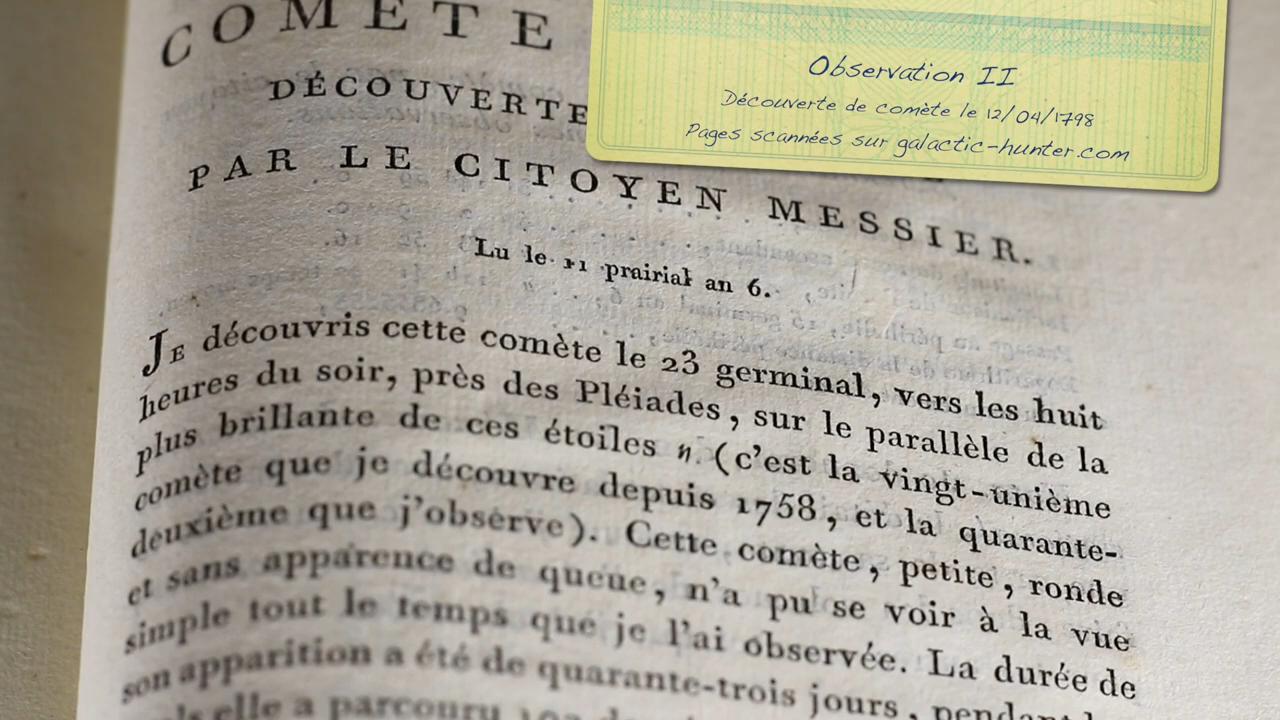 COMÈTE
DÉCOUVERTE
PAR LE CITOYEN MESSIER.
Lu le 11 prairial an 6.
Observation II
Découverte de comète le 12/04/1798
Pages scannées sur galactic-hunter.com
JE découvris cette comète le 23 germinal, vers les huit
heures du soir, près des Pléiades, sur le parallèle de la
plus brillante de ces étoiles n. (c'est la vingt-unième
comète que je découvre depuis 1758, et la quarante-
deuxième que j'observe). Cette comète, petite, ronde
et sans apparence de queue, n'a pu se voir à la vue
simple tout le temps que je l'ai observée. La durée de
son apparition a été de quarante-trois jours, pendant
elle a parcouru